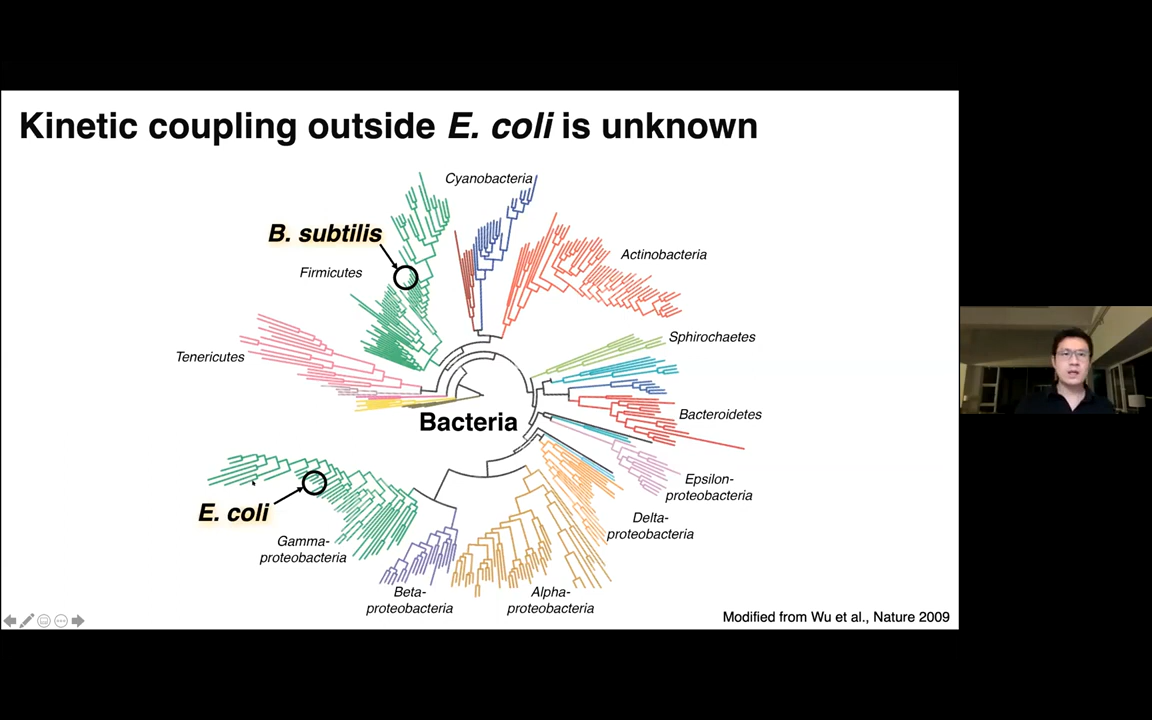 Kinetic coupling outside E. coli is unknown
Cyanobacteria
B. subtilis
Actinobacteria
Firmicutes
Sphirochaetes
Tenericutes
Bacteroidetes
Bacteria
Epsilon-
proteobacteria
E. coli
Delta-
proteobacteria
Gamma-
proteobacteria
Beta-
proteobacteria
Alpha-
proteobacteria
Modified from Wu et al., Nature 2009